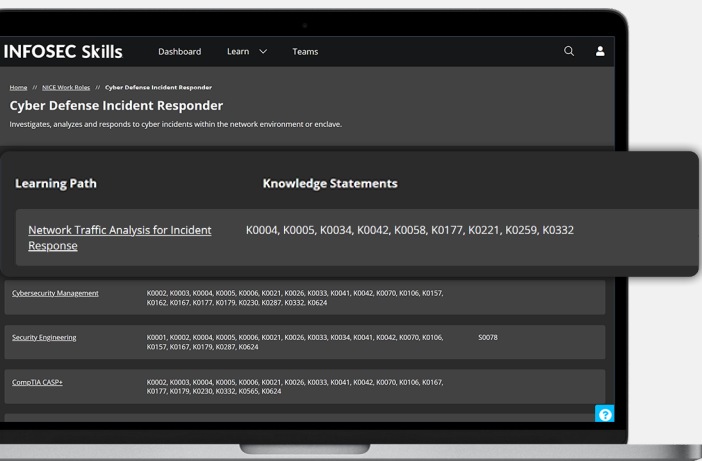 INFOSEC Skills
Dashboard Learn Teams
Home // NICE Work Roles // Cyber Defense Incident Responder
Cyber Defense Incident Responder
Investigates, analyzes and responds to cyber incidents within the network environment or enclave.
Learning Path Knowledge Statements
Network Traffic Analysis for Incident K0004, K0005, K0034, K0042, K0058, K0177, K0221, K0259, K0332
Response
Cybersecurity Management K0002, K0003, K0004, K0005, K0006, K0021, K0026, K0033, K0041, K0042, K0070, K0106, K0157,
K0162, K0167, K0177, K0179. K0230, K0287, K0332, K0624
Security Engineering K0001, K0002, K0004, K0005, K0006, K0021, K0026, K0033, K0034, K0041, K0042, K0070, K0106, S0078
K0157, K0167, K0179, K0287, K0624
CompTIA CASP+ K0002, K0003, K0004, K0005, K0006, K0021, K0026, K0033, K0041, K0042, K0070, K0106, K0167,
K0177, K0179, K0230, K0332, K0565, K0624
?